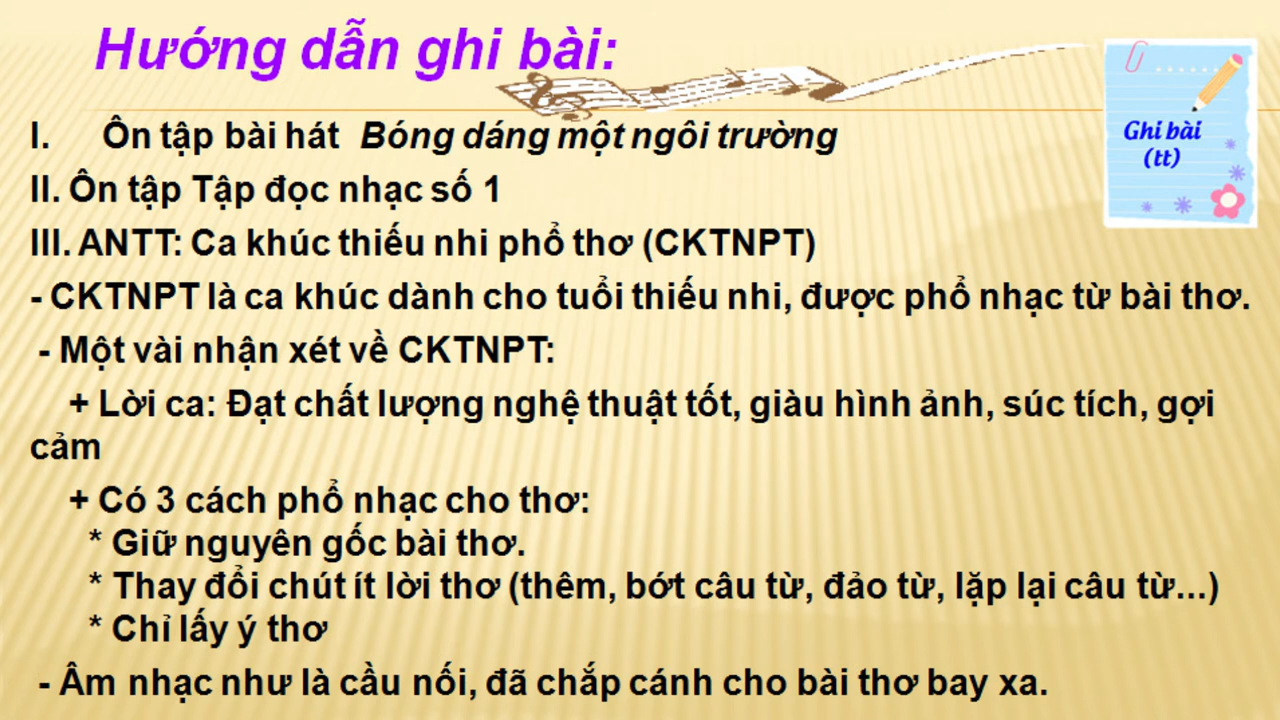 Hướng dẫn ghi bài:
Ghi bài
(tt)
I. Ôn tập bài hát Bóng dáng một ngôi trường
II. Ôn tập Tập đọc nhạc số 1
III. ANTT: Ca khúc thiếu nhi phổ thơ (CKTNPT)
- CKTNPT là ca khúc dành cho tuổi thiếu nhi, được phổ nhạc từ bài thơ.
- Một vài nhận xét về CKTNPT:
+ Lời ca: Đạt chất lượng nghệ thuật tốt, giàu hình ảnh, súc tích, gợi
cảm
+ Có 3 cách phổ nhạc cho thơ:
* Giữ nguyên gốc bài thơ.
* Thay đổi chút ít lời thơ (thêm, bớt câu từ, đảo từ, lặp lại câu từ...)
* Chỉ lấy ý thơ
- Âm nhạc như là cầu nối, đã chắp cánh cho bài thơ bay xa.